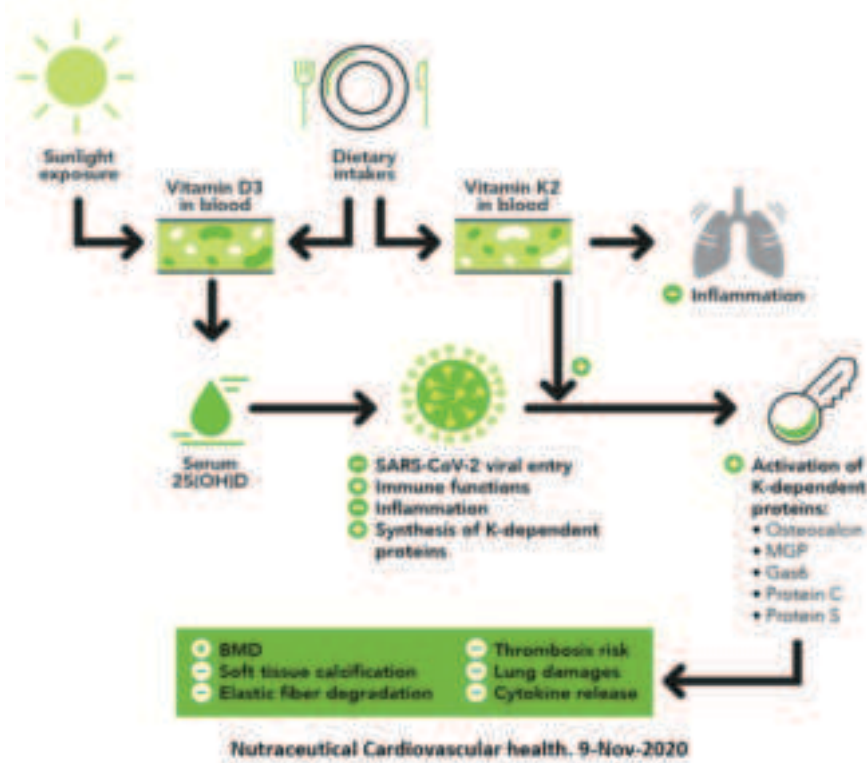 Sunlight
exposure
Dietary
intakes
Vitamin D3
in blood
Vitamin K2
in blood
− Inflammation
+
Serum
25(OH)D
− SARS-CoV-2 viral entry
+ Immune functions
− Inflammation
+ Synthesis of K-dependent
proteins
+ Activation of
K-dependent
proteins:
• Osteocalon
• MGP
• Gas6
• Protein C
• Protein S
+ BMD
− Soft tissue calcification
− Elastic fiber degradation
− Thrombosis risk
− Lung damages
− Cytokine release
Nutraceutical Cardiovascular health. 9-Nov-2020